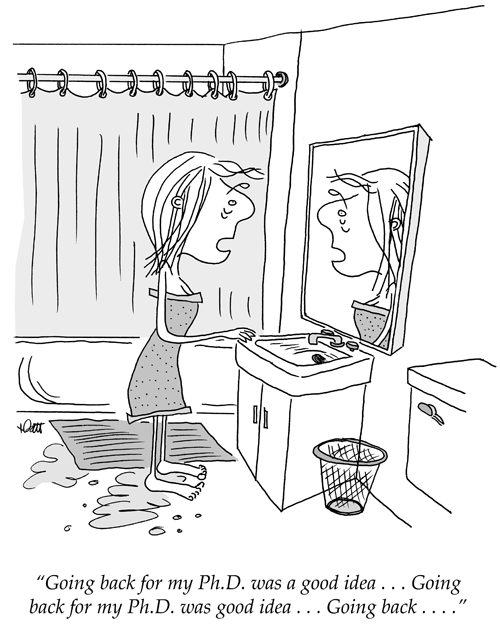 “Going back for my Ph.D. was a good idea . . . Going
back for my Ph.D. was good idea . . . Going back . . . .”